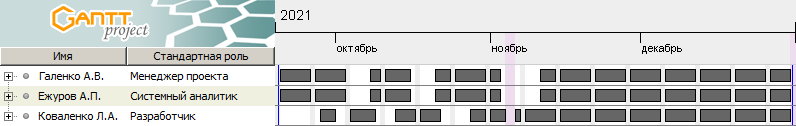 GANTT project
2021
октябрь ноябрь декабрь
Имя Стандартная роль
Галенко А.В. Менеджер проекта
Ежуров А.П. Системный аналитик
Коваленко Л.А. Разработчик